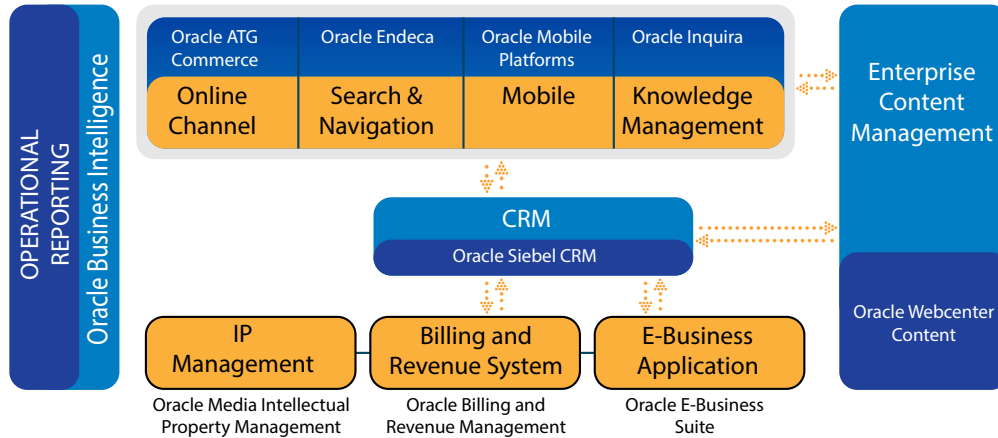 OPERATIONAL
REPORTING
Oracle Business Intelligence
Oracle ATG
Commerce
Online
Channel
Oracle Endeca
Search &
Navigation
Oracle Mobile
Platforms
Mobile
Oracle Inquira
Knowledge
Management
Enterprise
Content
Management
Oracle Webcenter
Content
CRM
Oracle Siebel CRM
IP
Management
Oracle Media Intellectual
Property Management
Billing and
Revenue System
Oracle Billing and
Revenue Management
E-Business
Application
Oracle E-Business
Suite